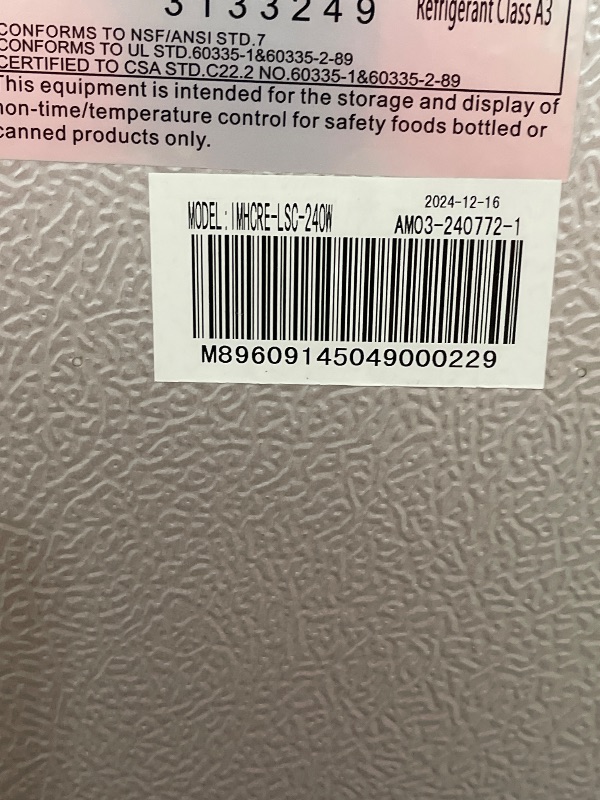 3133249
Refrigerant Class A3
CONFORMS TO NSF/ANSI STD.7
CONFORMS TO UL STD.60335-1&60335-2-89
CERTIFIED TO CSA STD.C22.2 NO.60335-1&60335-2-89
This equipment is intended for the storage and display of
non-time/temperature control for safety foods bottled or
canned products only.
2024-12-16
MODEL: IMHCRE-LSC-240W
AM03-240772-1
M89609145049000229